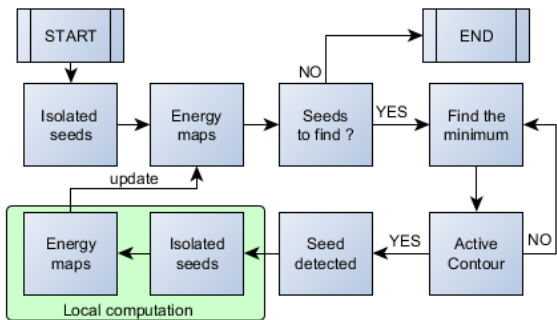 START
END
NO
Isolated
seeds
Energy
maps
Seeds
to find ?
YES
Find the
minimum
update
Energy
maps
Isolated
seeds
Seed
detected
YES
Active
Contour
NO
Local computation